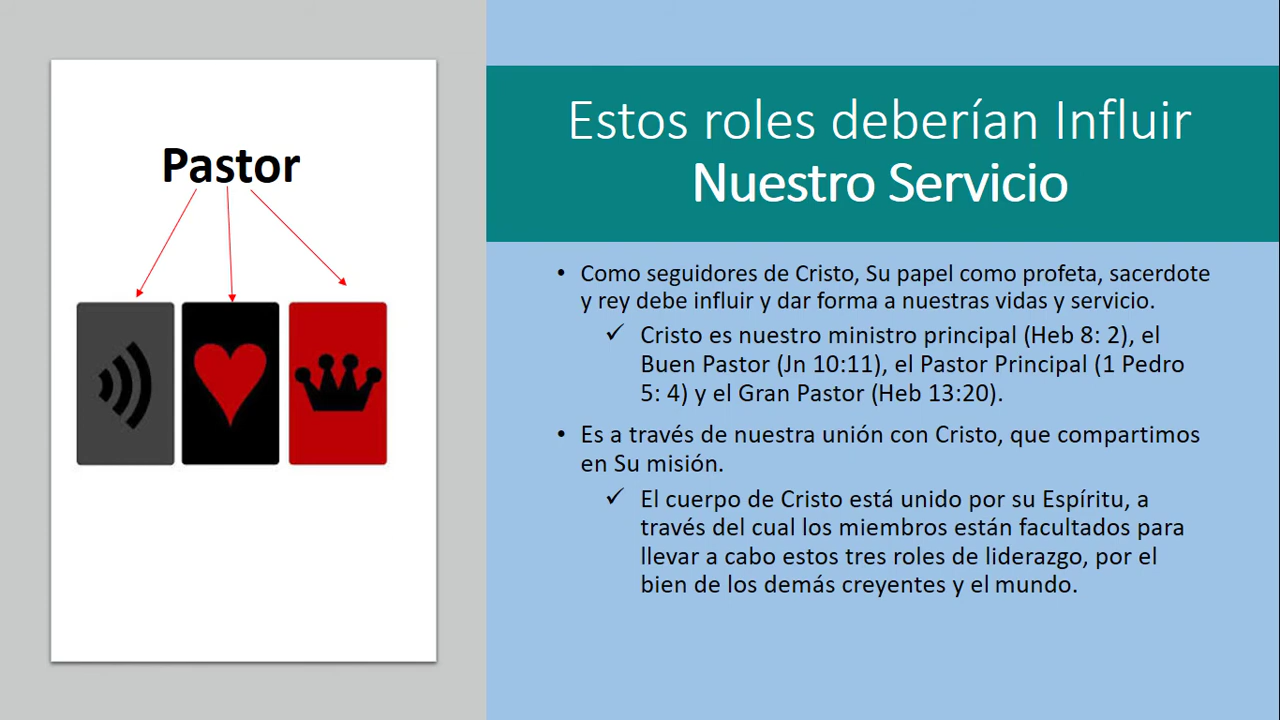 Pastor
Estos roles deberían Influir
Nuestro Servicio
• Como seguidores de Cristo, Su papel como profeta, sacerdote
y rey debe influir y dar forma a nuestras vidas y servicio.
✓ Cristo es nuestro ministro principal (Heb 8: 2), el
Buen Pastor (Jn 10:11), el Pastor Principal (1 Pedro
5: 4) y el Gran Pastor (Heb 13:20).
• Es a través de nuestra unión con Cristo, que compartimos
en Su misión.
✓ El cuerpo de Cristo está unido por su Espíritu, a
través del cual los miembros están facultados para
llevar a cabo estos tres roles de liderazgo, por el
bien de los demás creyentes y el mundo.